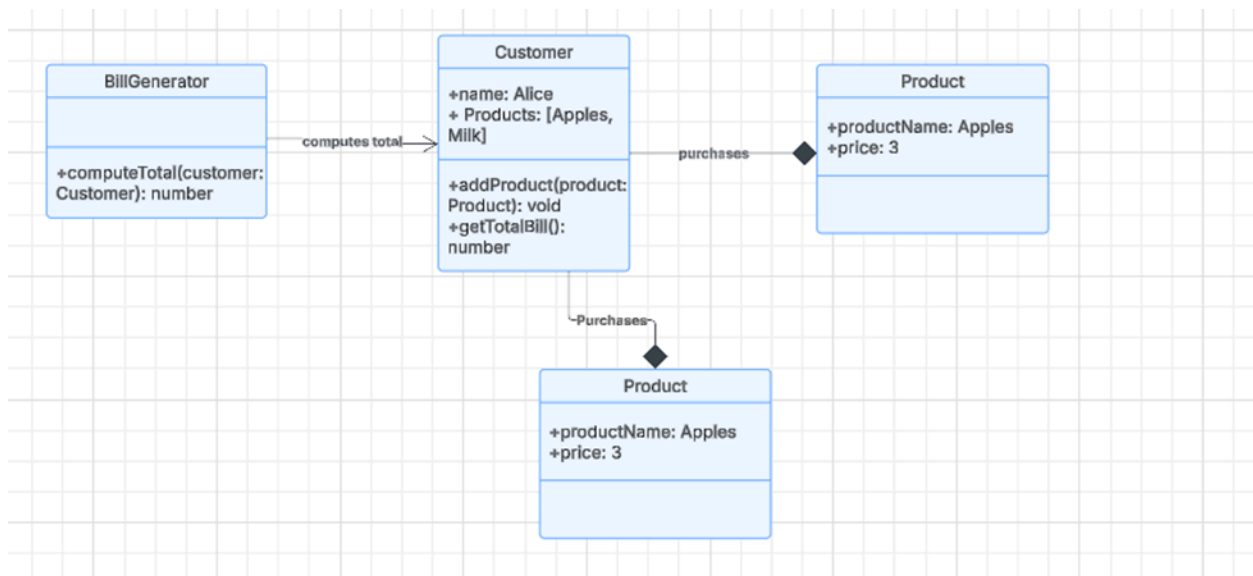 BillGenerator
+computeTotal(customer:
Customer): number
computes total
Customer
+name: Alice
+ Products: [Apples,
Milk]
+addProduct(product:
Product): void
+getTotalBill():
number
purchases
Product
+productName: Apples
+price: 3
Purchases
Product
+productName: Apples
+price: 3